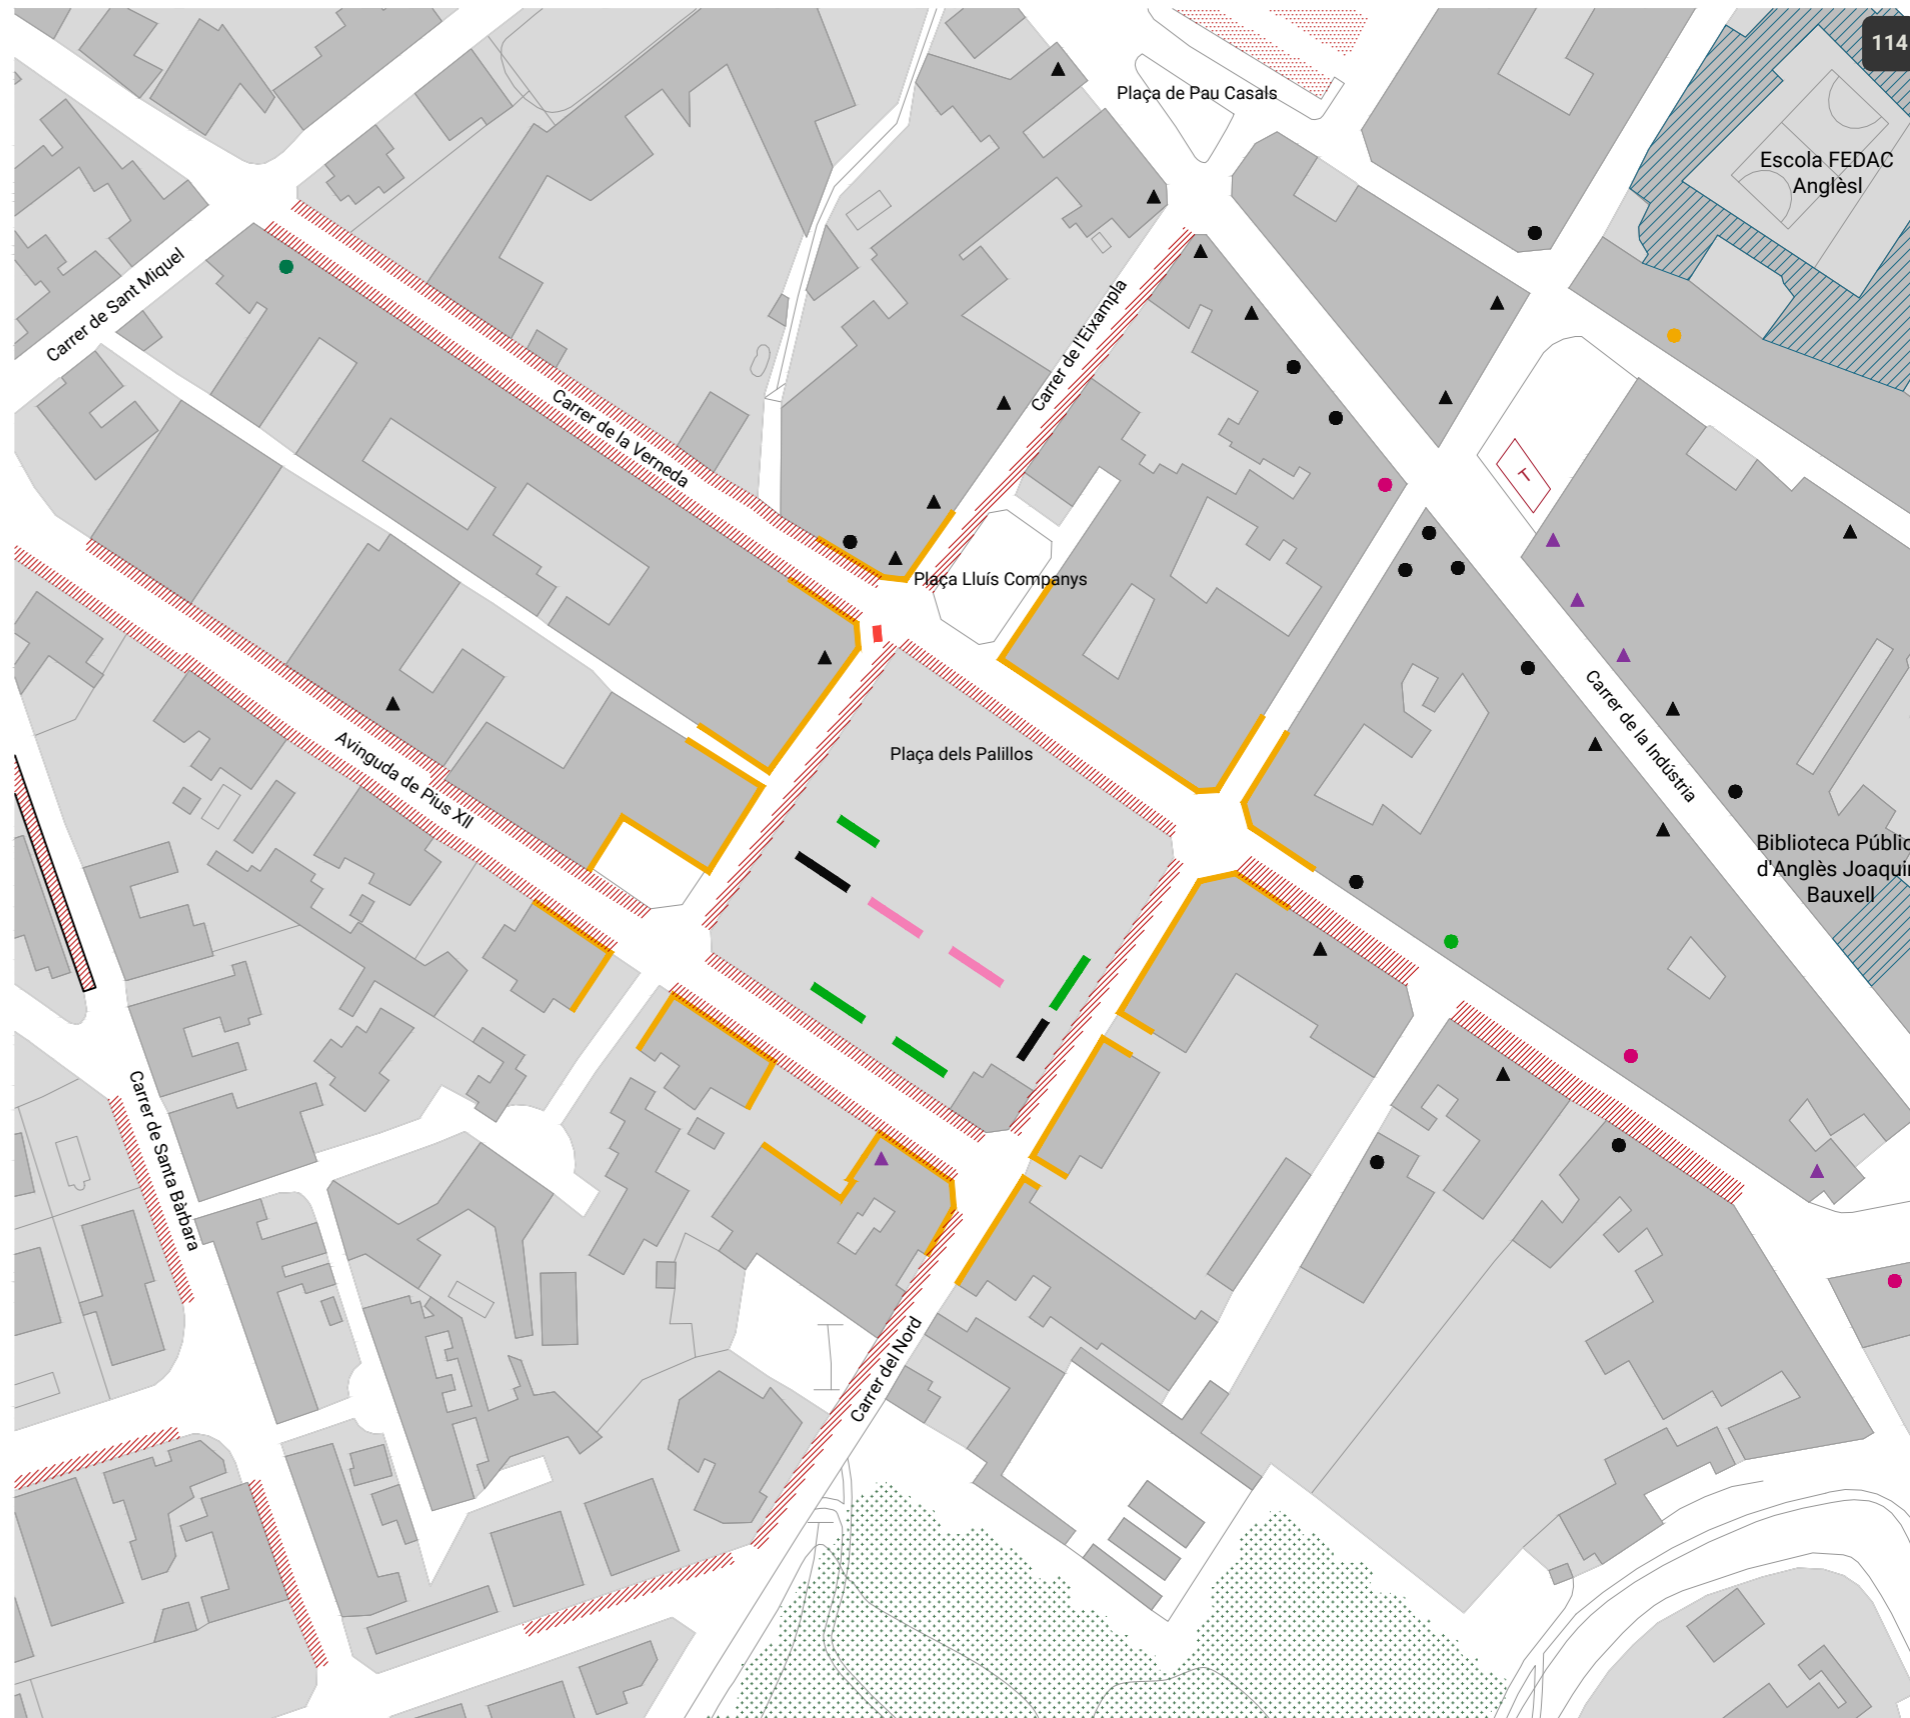 114
Plaça de Pau Casals
Escola FEDAC
Anglèsl
Carrer de Sant Miquel
Carrer de l'Eixampla
Carrer de la Verneda
Plaça Lluís Companys
Plaça dels Palillos
Carrer de la Indústria
Avinguda de Pius XII
Biblioteca Públic
d'Anglès Joaquir
Bauxell
Carrer de Santa Bàrbara
Carrer del Nord